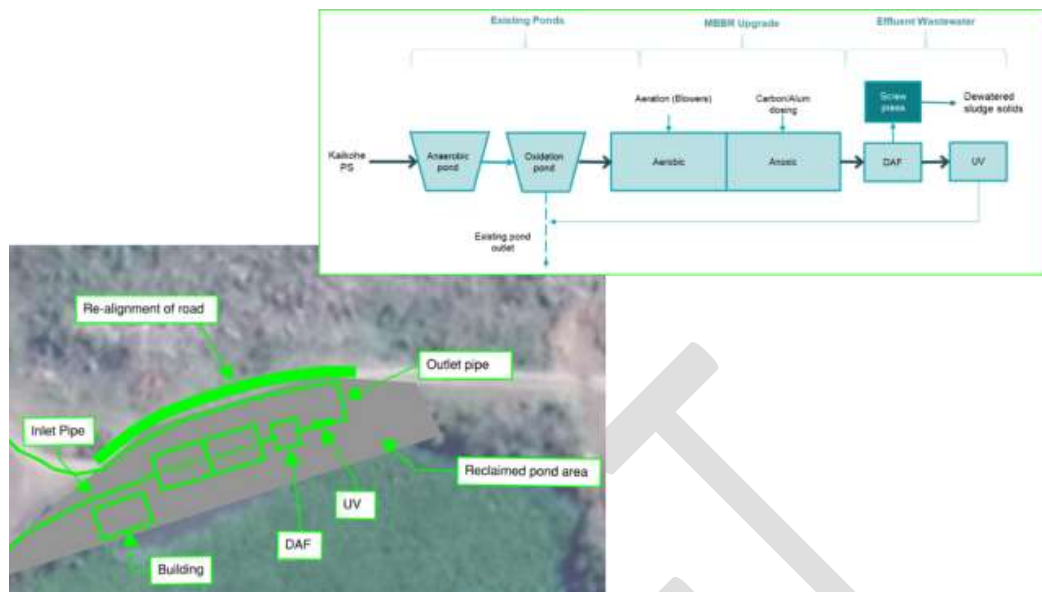 Existing Ponds
MBBR Upgrade
Effluent Wastewater
Aeration (Blowers)
Carbon/Alum
dosing
Screw
press
Dewatered
sludge solids
Kaikohe
PS
Anaerobic
pond
Oxidation
pond
Aerobic
Anoxic
DAF
UV
Existing pond
outlet
Re-alignment of road
Outlet pipe
Inlet Pipe
Reclaimed pond area
UV
DAF
Building